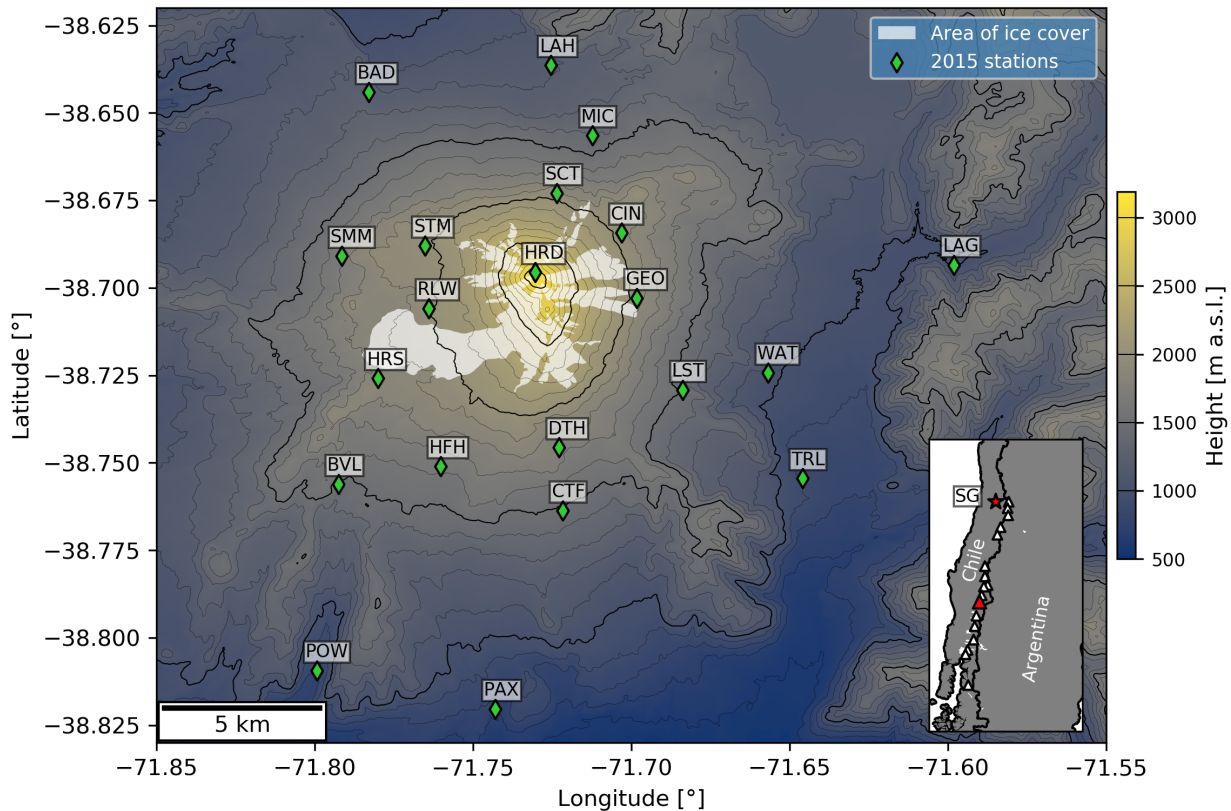 Area of ice cover
2015 stations
LAH
BAD
MIC
SCT
CIN
STM
SMM
HRD
LAG
GEO
RLW
HRS
WAT
LST
DTH
HFH
BVL
TRL
CTF
POW
PAX
5 km
SG
Chile
Argentina
−38.625
−38.650
−38.675
−38.700
−38.725
−38.750
−38.775
−38.800
−38.825
Latitude [°]
−71.85
−71.80
−71.75
−71.70
−71.65
−71.60
−71.55
Longitude [°]
3000
2500
2000
1500
1000
500
Height [m a.s.l.]